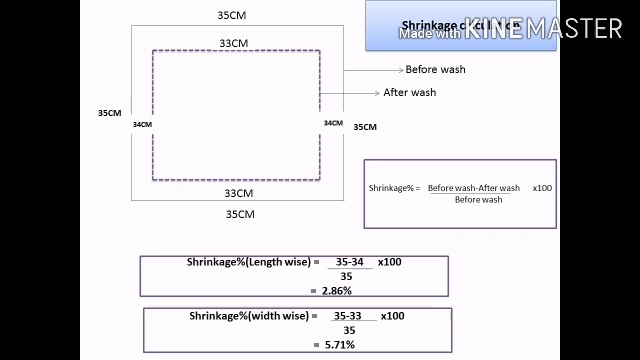 35CM
Shrinkage calculation
Made with KINEMASTER
33CM
Before wash
After wash
35CM
34CM
34CM
35CM
Shrinkage% = Before wash-After wash x100
Before wash
33CM
35CM
Shrinkage%(Length wise) = 35-34 x100
35
= 2.86%
Shrinkage%(width wise) = 35-33 x100
35
= 5.71%